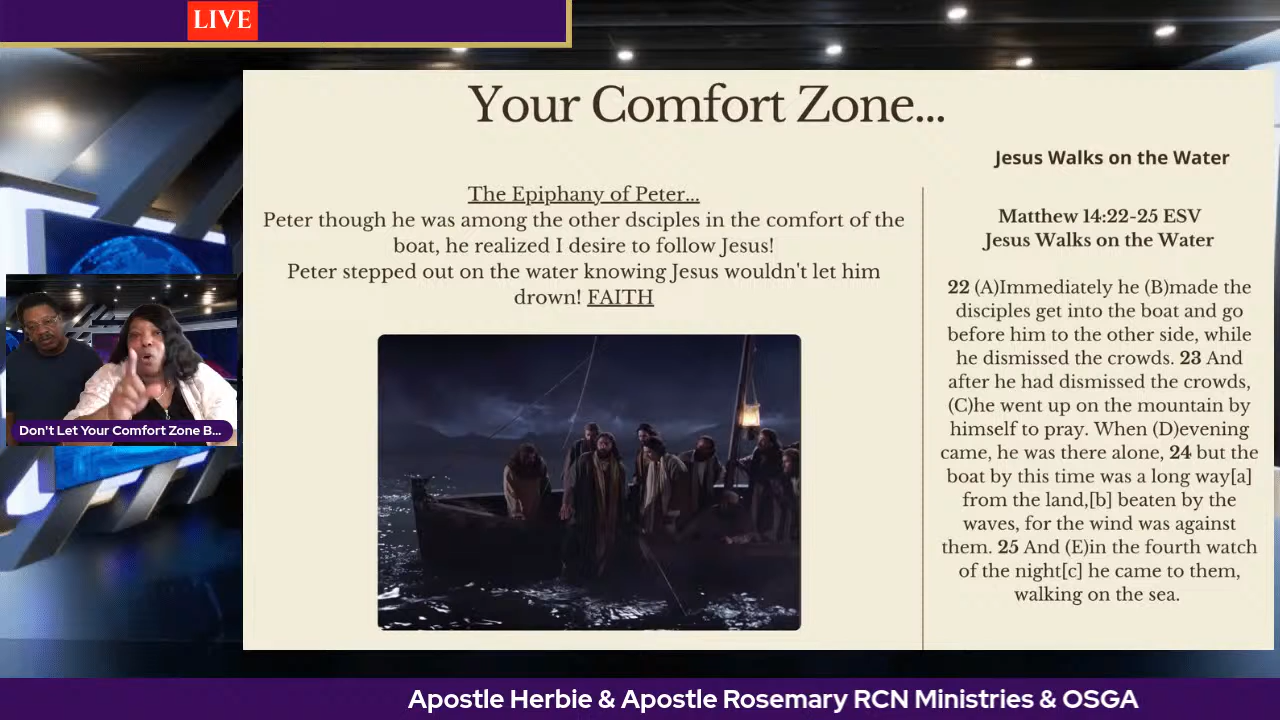 LIVE
Your Comfort Zone...
The Epiphany of Peter...
Peter though he was among the other dsciples in the comfort of the
boat, he realized I desire to follow Jesus!
Peter stepped out on the water knowing Jesus wouldn't let him
drown! FAITH
Jesus Walks on the Water
Matthew 14:22-25 ESV
Jesus Walks on the Water
22 (A)Immediately he (B)made the
disciples get into the boat and go
before him to the other side, while
he dismissed the crowds. 23 And
after he had dismissed the crowds,
(C)he went up on the mountain by
himself to pray. When (D)evening
came, he was there alone, 24 but the
boat by this time was a long way[a]
from the land,[b] beaten by the
waves, for the wind was against
them. 25 And (E)in the fourth watch
of the night[c] he came to them,
walking on the sea.
Don't Let Your Comfort Zone B...
Apostle Herbie & Apostle Rosemary RCN Ministries & OSGA